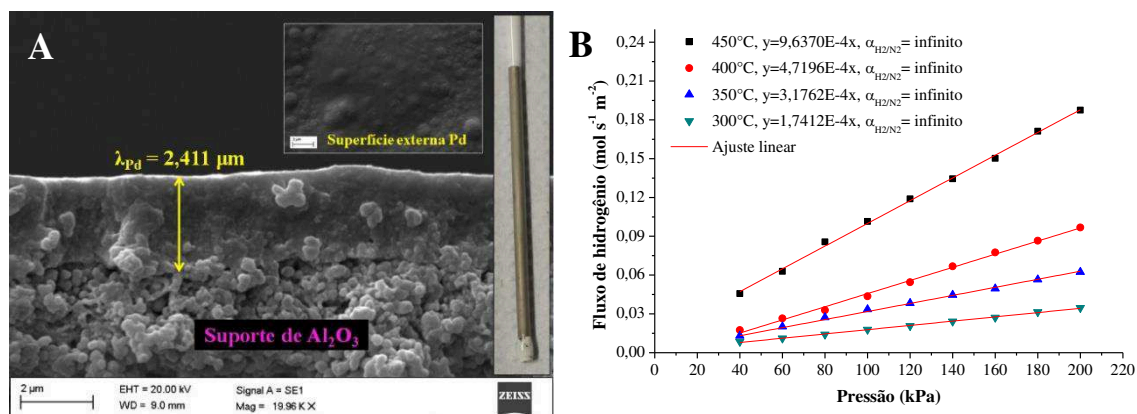 A
Superfície externa Pd
λPd = 2,411 μm
Suporte de Al2O3
2 μm
EHT = 20.00 kV
WD = 9.0 mm
Signal A = SE1
Mag = 19.96 K X
ZEISS
B
450°C, y=9,6370E-4x, αH2/N2= infinito
400°C, y=4,7196E-4x, αH2/N2= infinito
350°C, y=3,1762E-4x, αH2/N2= infinito
300°C, y=1,7412E-4x, αH2/N2= infinito
Ajuste linear
Fluxo de hidrogênio (mol s-1 m-2)
0,24
0,21
0,18
0,15
0,12
0,09
0,06
0,03
0,00
20 40 60 80 100 120 140 160 180 200 220
Pressão (kPa)